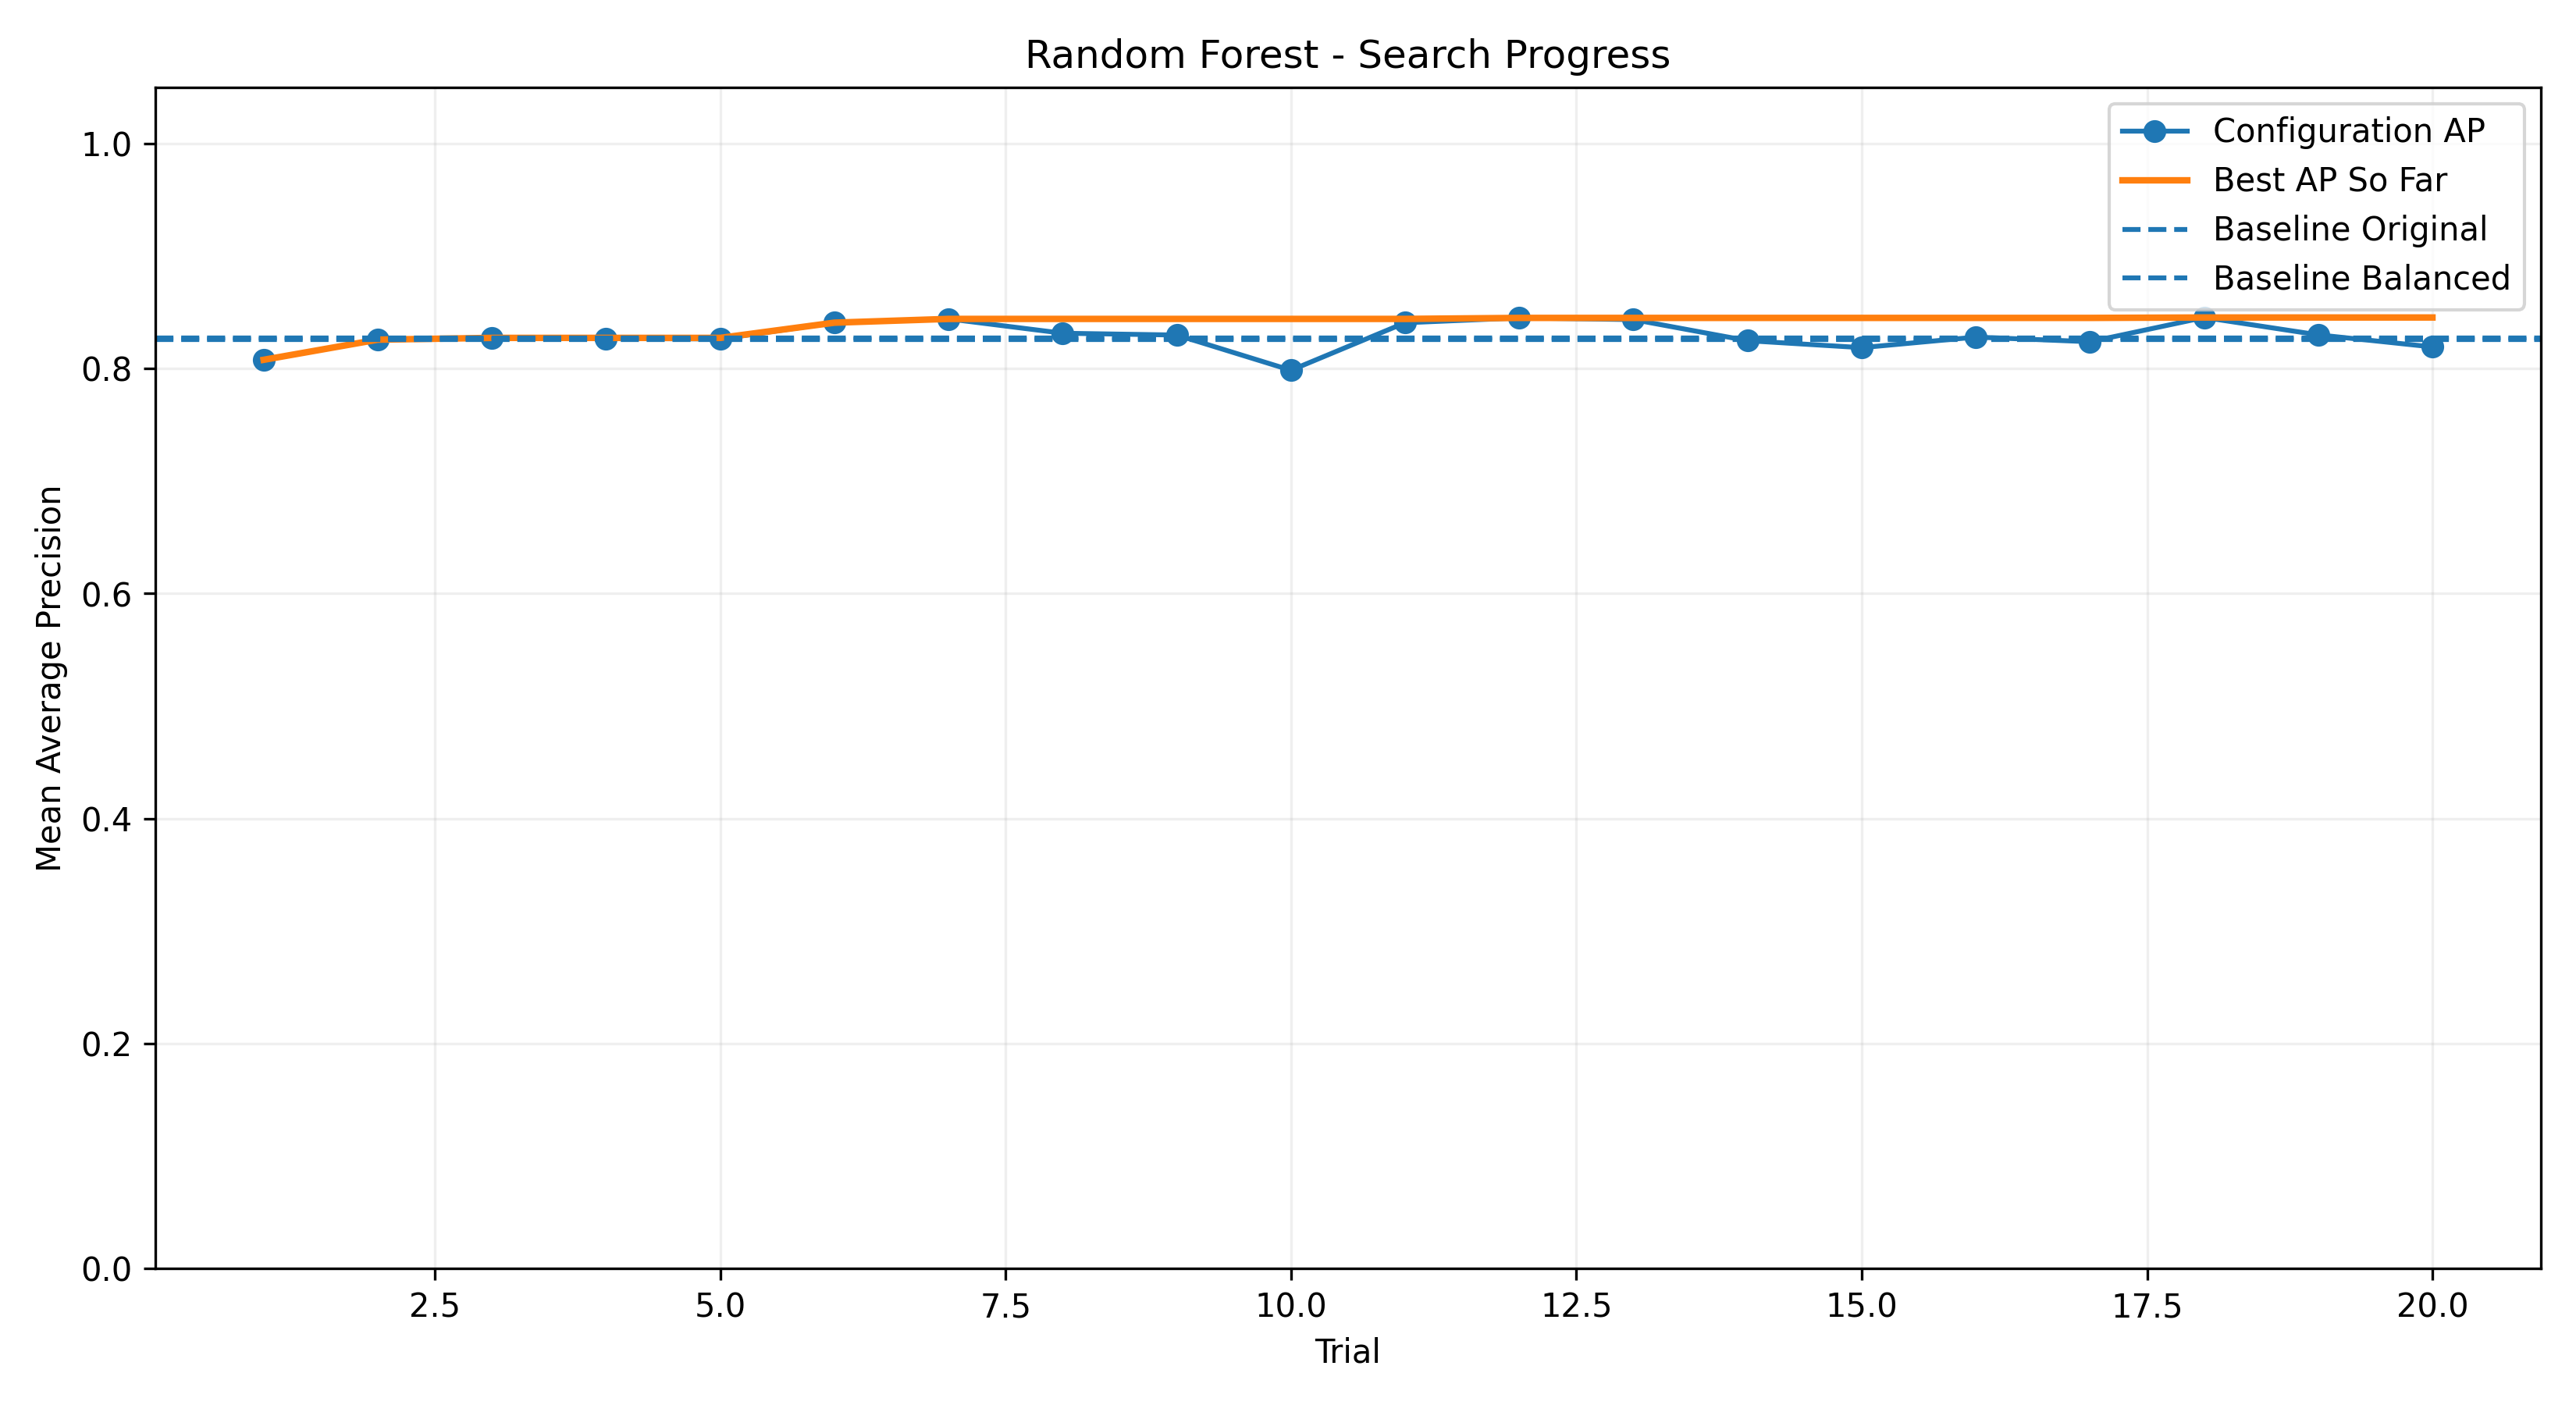 Random Forest - Search Progress
Configuration AP
Best AP So Far
Baseline Original
Baseline Balanced
Mean Average Precision
1.0
0.8
0.6
0.4
0.2
0.0
2.5 5.0 7.5 10.0 12.5 15.0 17.5 20.0
Trial